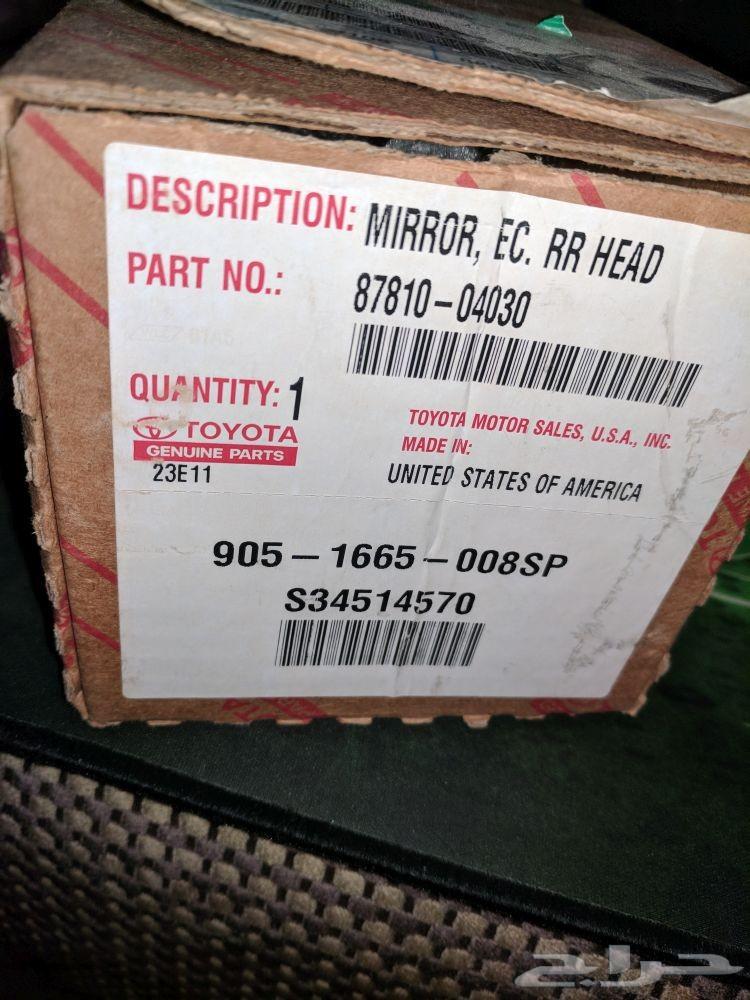 DESCRIPTION: MIRROR, EC. RR HEAD
PART NO.: 87810-04030
QUANTITY: 1
TOYOTA
GENUINE PARTS
23E11
TOYOTA MOTOR SALES, U.S.A., INC.
MADE IN:
UNITED STATES OF AMERICA
905-1665-008SP
S34514570
حراج